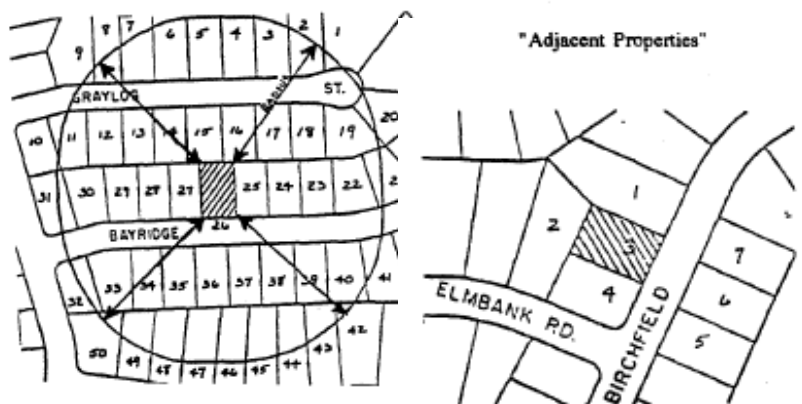 8 7 6 5 4 3 2 1
9
GRAYLOG ST.
RADIUS
10 11 12 13 14 15 16 17 18 19 20
31 30 29 28 27 25 24 23 22
26
BAYRIDGE
32 33 34 35 36 37 38 39 40 41
50 49 48 47 46 45 44 43 42
"Adjacent Properties"
1
2 3 7
4 6
5
ELMBANK RD.
BIRCHFIELD